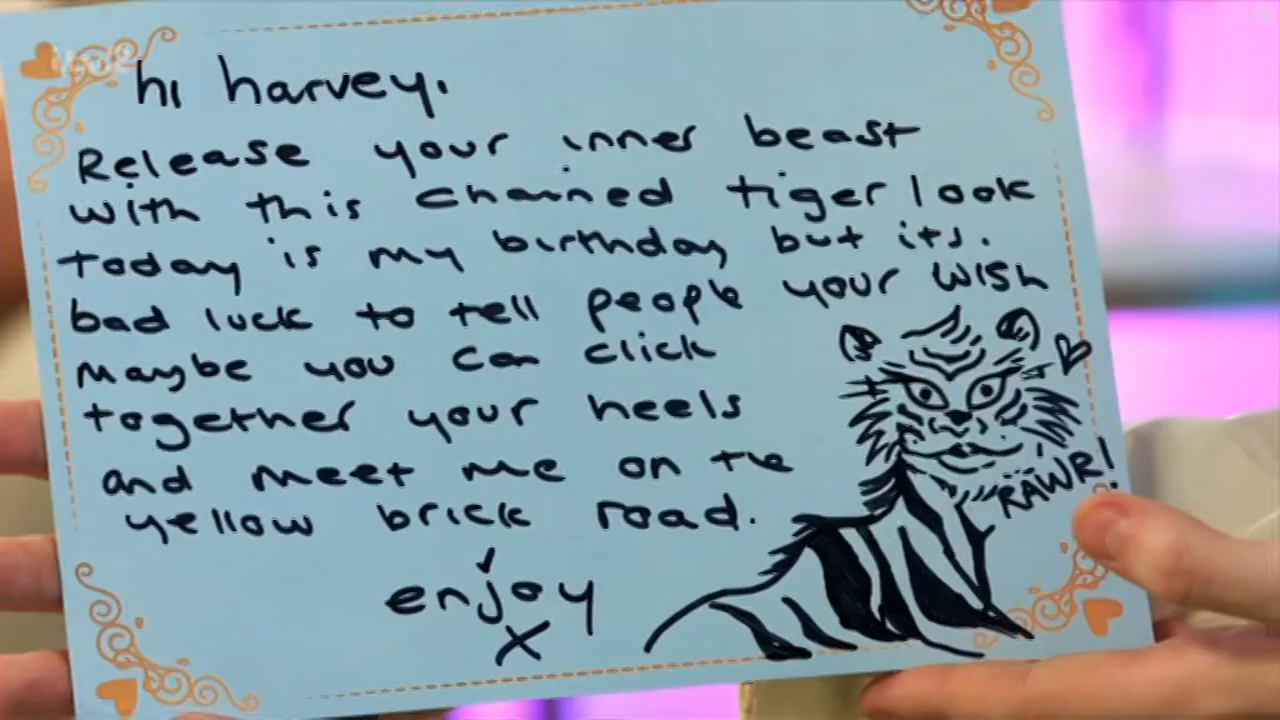 hi harvey.
Release your inner beast
with this chained tiger look
today is my birthday but its.
bad luck to tell people your wish
maybe you can click
together your heels
and meet me on the
yellow brick road.
RAWR!
enjoy
X